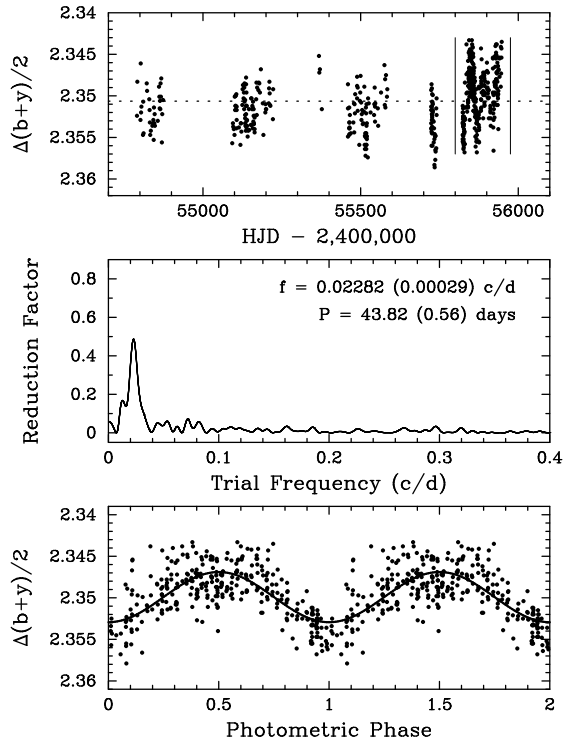 2.34
2.345
2.35
2.355
2.36
Δ(b+y)/2
55000 55500 56000
HJD − 2,400,000
0.8
0.6
0.4
0.2
0
Reduction Factor
f = 0.02282 (0.00029) c/d
P = 43.82 (0.56) days
0 0.1 0.2 0.3 0.4
Trial Frequency (c/d)
2.34
2.345
2.35
2.355
2.36
Δ(b+y)/2
0 0.5 1 1.5 2
Photometric Phase